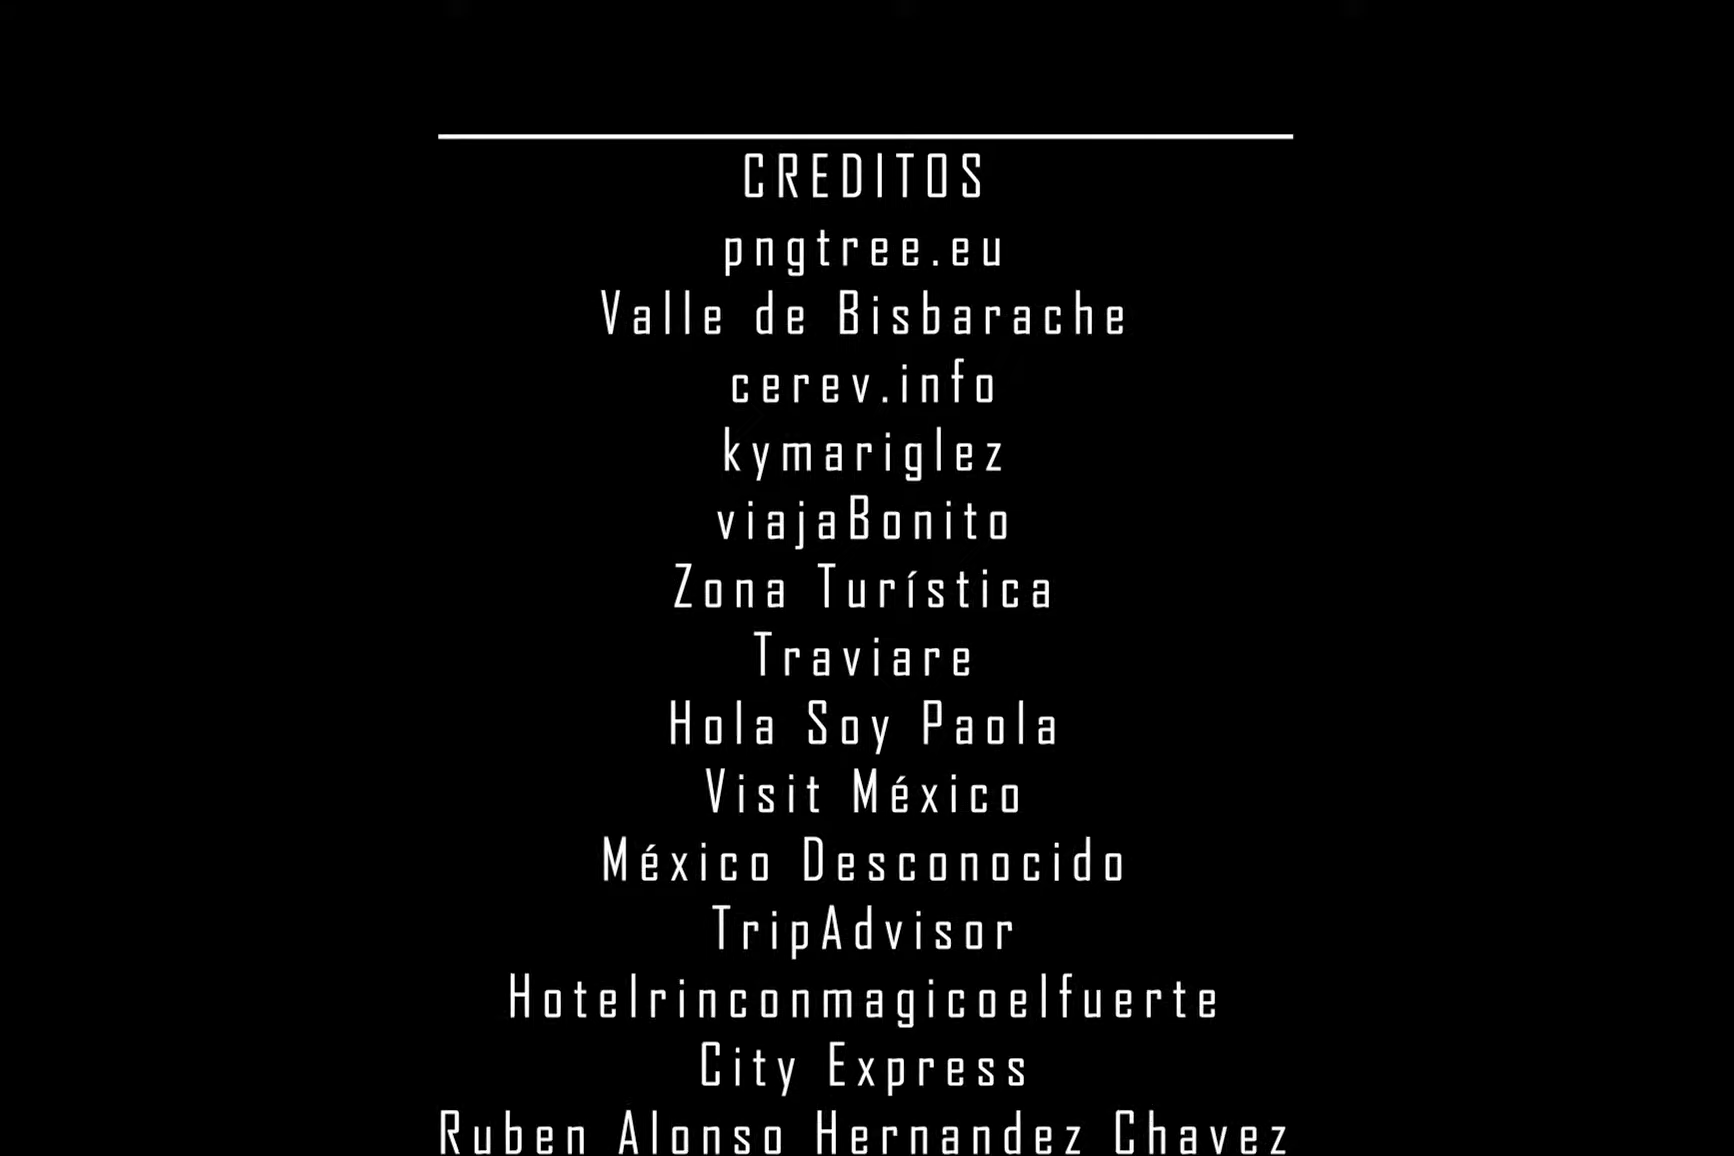 CREDITOS
pngtree.eu
Valle de Bisbarache
cerev.info
kymariglez
viajaBonito
Zona Turística
Traviare
Hola Soy Paola
Visit México
México Desconocido
TripAdvisor
Hotelrinconmagicoelfuerte
City Express
Ruben Alonso Hernandez Chavez